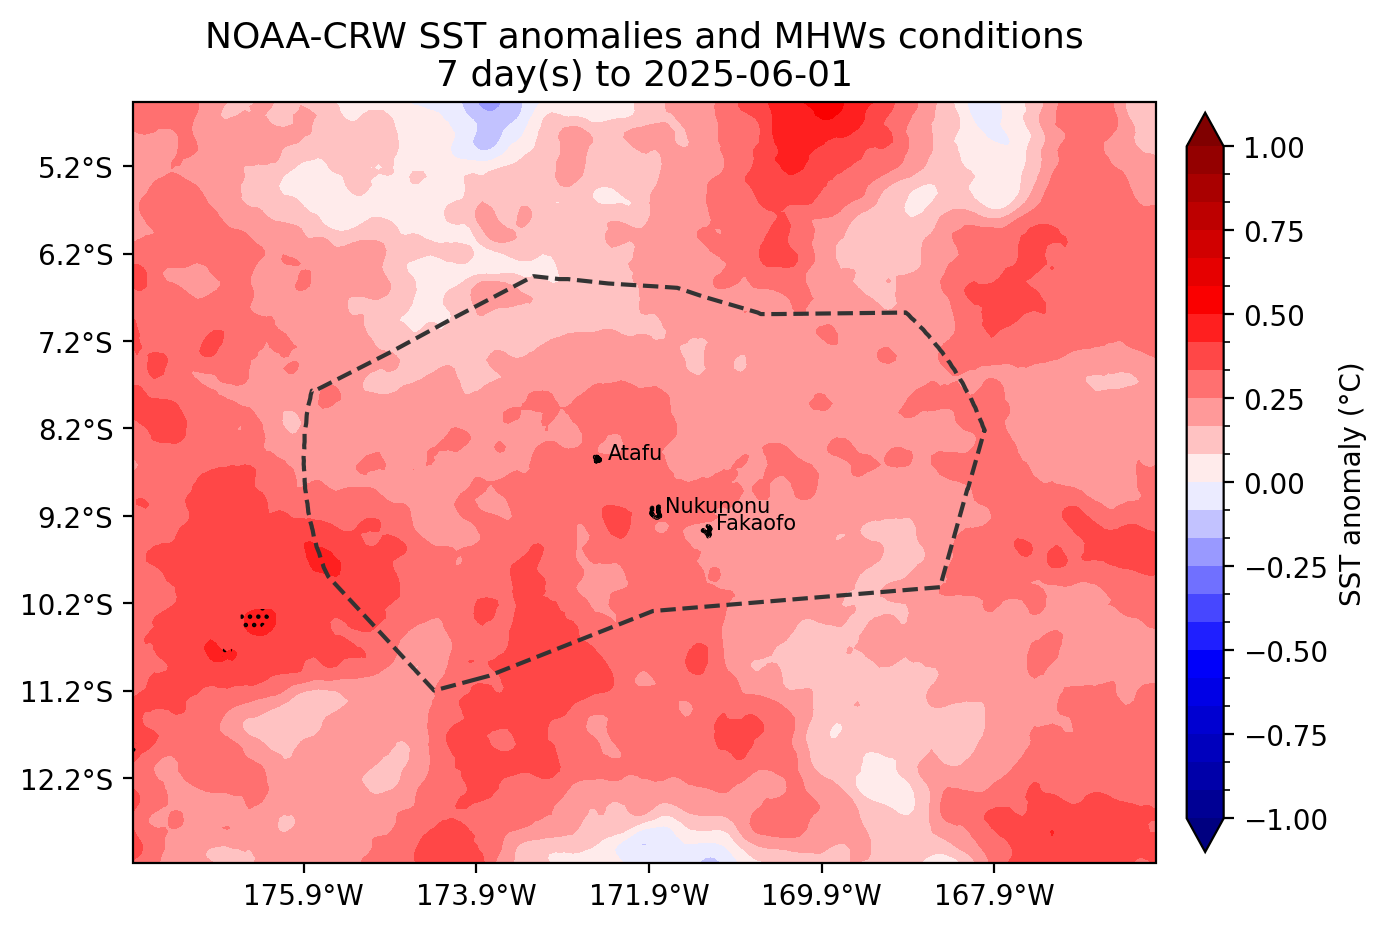 NOAA-CRW SST anomalies and MHWs conditions
7 day(s) to 2025-06-01
5.2°S
6.2°S
7.2°S
8.2°S
9.2°S
10.2°S
11.2°S
12.2°S
Atafu
Nukunonu
Fakaofo
175.9°W
173.9°W
171.9°W
169.9°W
167.9°W
1.00
0.75
0.50
0.25
0.00
−0.25
−0.50
−0.75
−1.00
SST anomaly (°C)